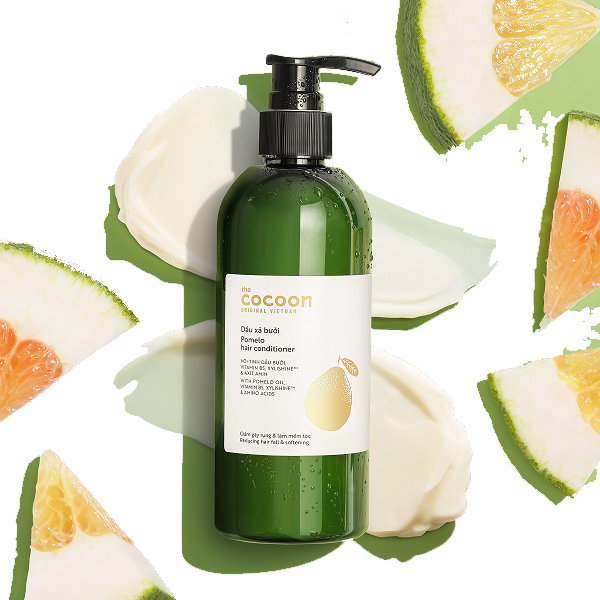 the
cocoon
ORIGINAL VIETNAM
Dầu xả bưởi
Pomelo
hair conditioner
VỚI TINH DẦU BƯỞI,
VITAMIN B5, XYLISHINE™
& AXIT AMIN
WITH POMELO OIL,
VITAMIN B5, XYLISHINE™
& AMINO ACIDS
Giảm gãy rụng & làm mềm tóc
Reducing hair fall & softening